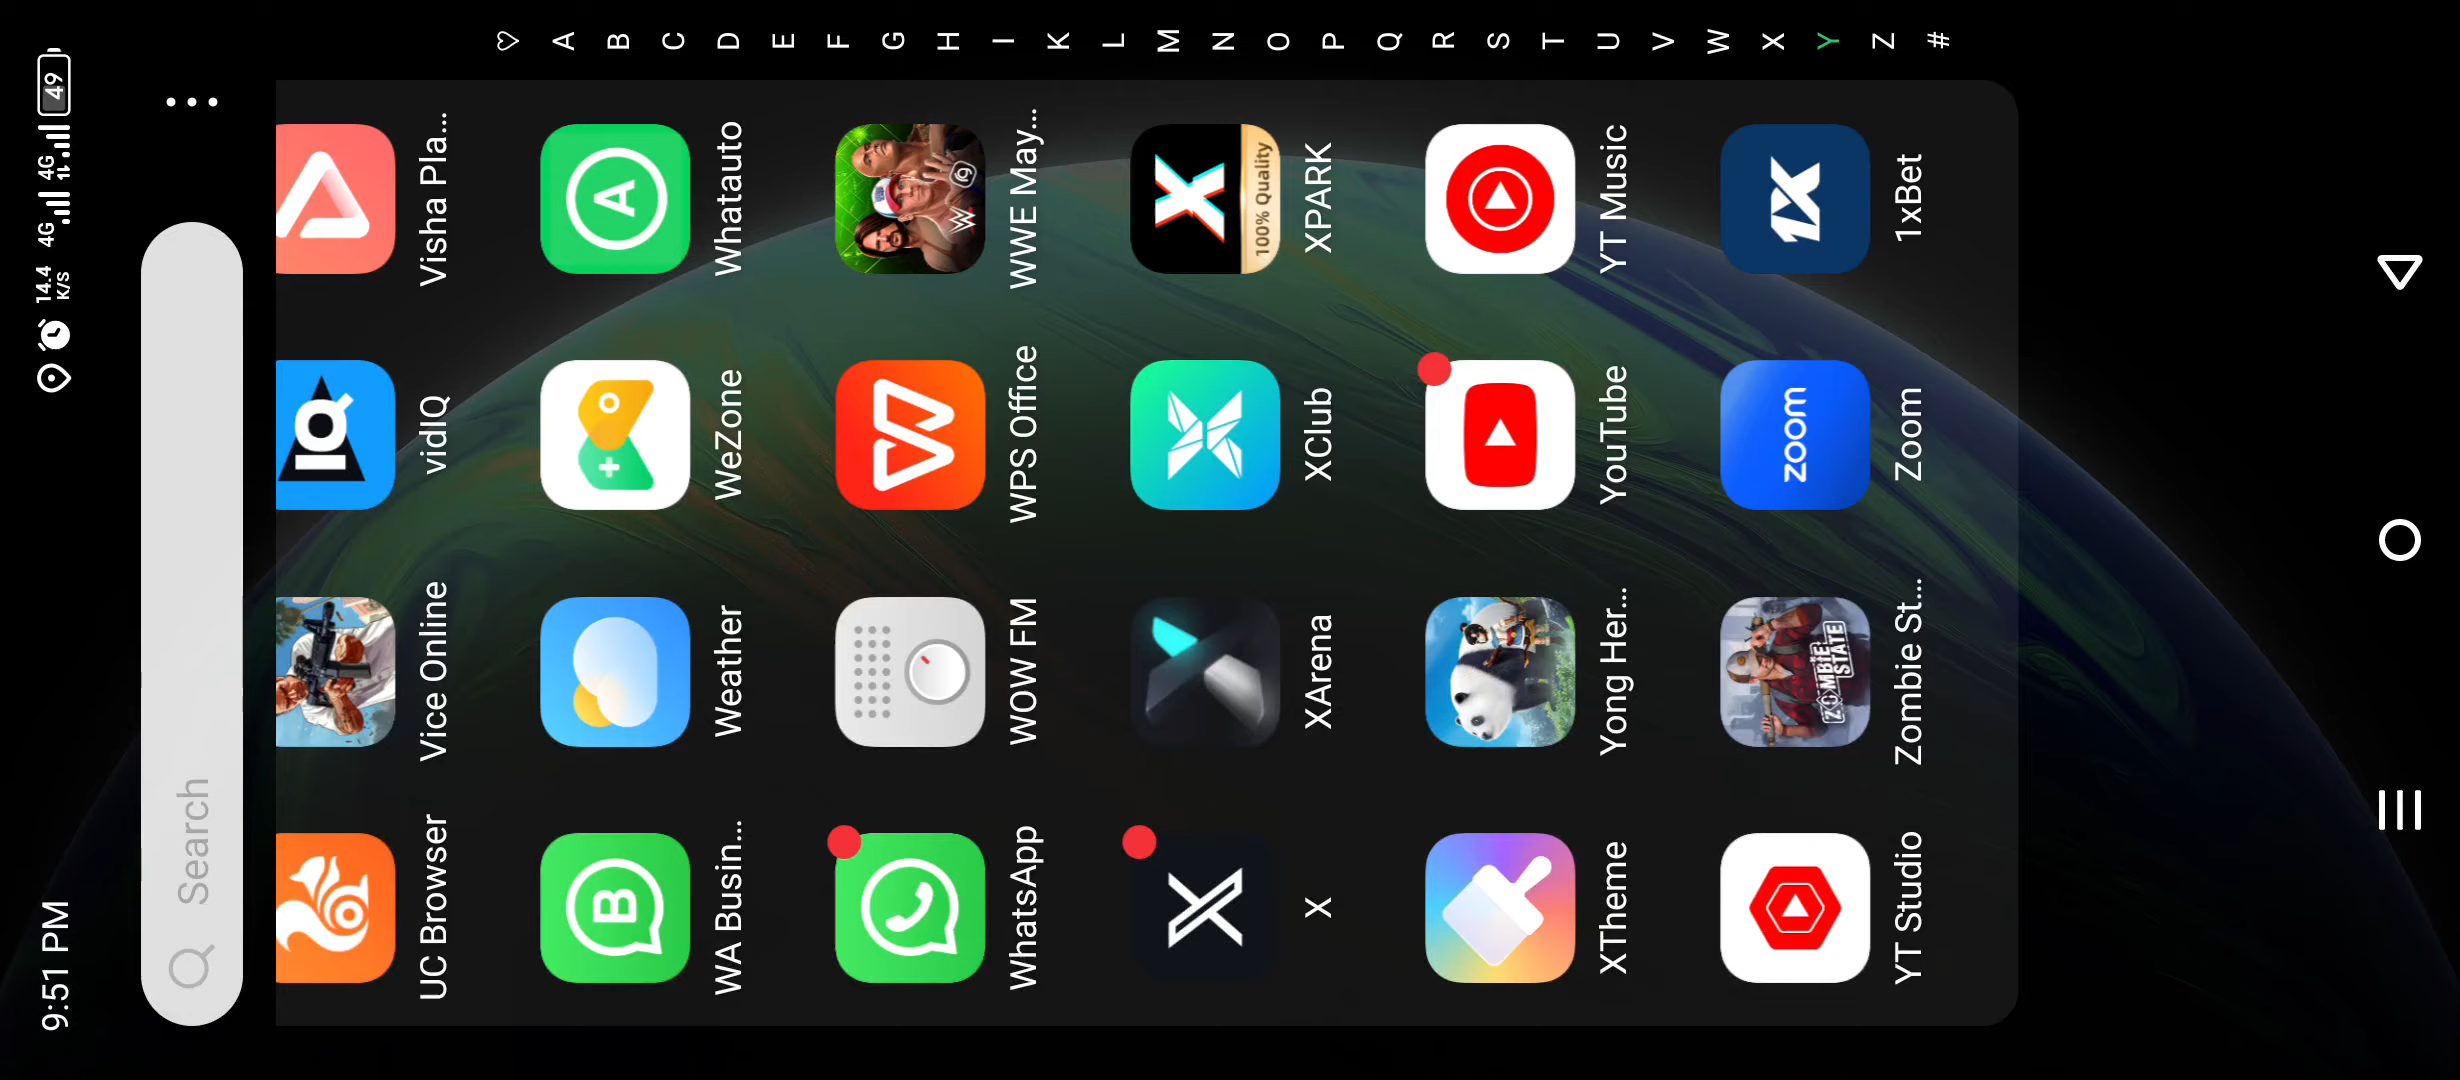 9:51 PM
14.4 K/S 4G 4G 49
Search
UC Browser Vice Online vidIQ Visha Pla...
WA Busin... Weather WeZone Whatauto
WhatsApp WOW FM WPS Office WWE May...
X XArena XClub XPARK
100% Quality
XTheme Yong Her... YouTube YT Music
YT Studio Zombie St... Zoom 1xBet
ZOMBIE STATE
zoom
1X
IQ
A
B
W
X
A
B
C
D
E
F
G
H
I
K
L
M
N
O
P
Q
R
S
T
U
V
W
X
Y
Z
#